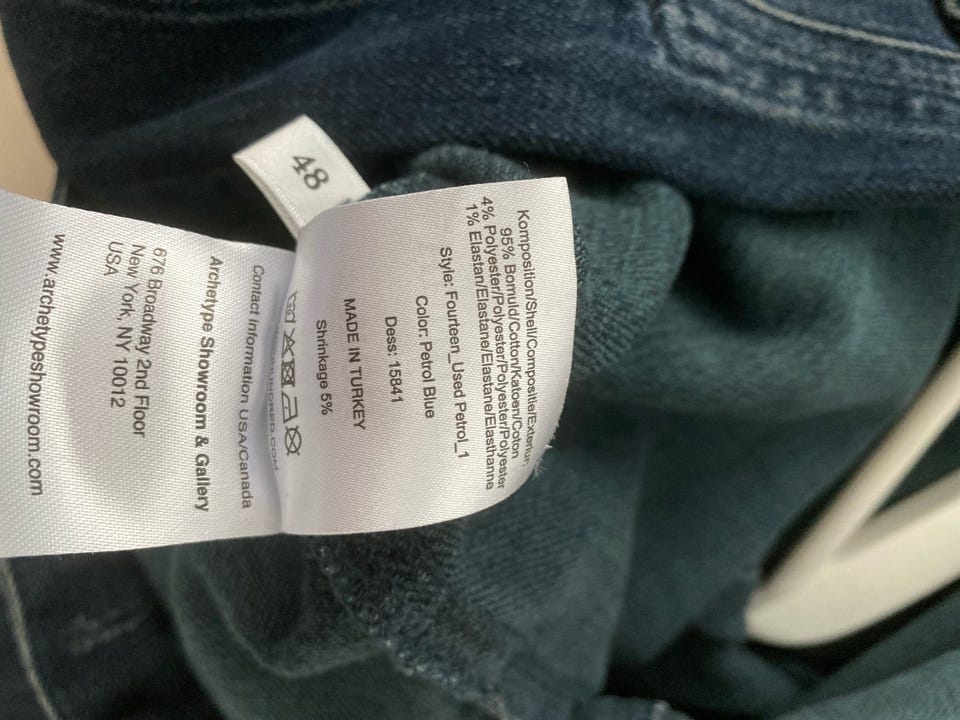 48
Komposition/Shell/Compositie/Exterieur:
95% Bomuld/Cotton/Katoen/Coton
4% Polyester/Polyester/Polyester/Polyester
1% Elastan/Elastane/Elastane/Elasthanne
Style: Fourteen_Used Petrol_1
Color: Petrol Blue
Dess: 15841
MADE IN TURKEY
Shrinkage 5%
Contact Information USA/Canada
Archetype Showroom & Gallery
676 Broadway 2nd Floor
New York, NY 10012
USA
www.archetypeshowroom.com